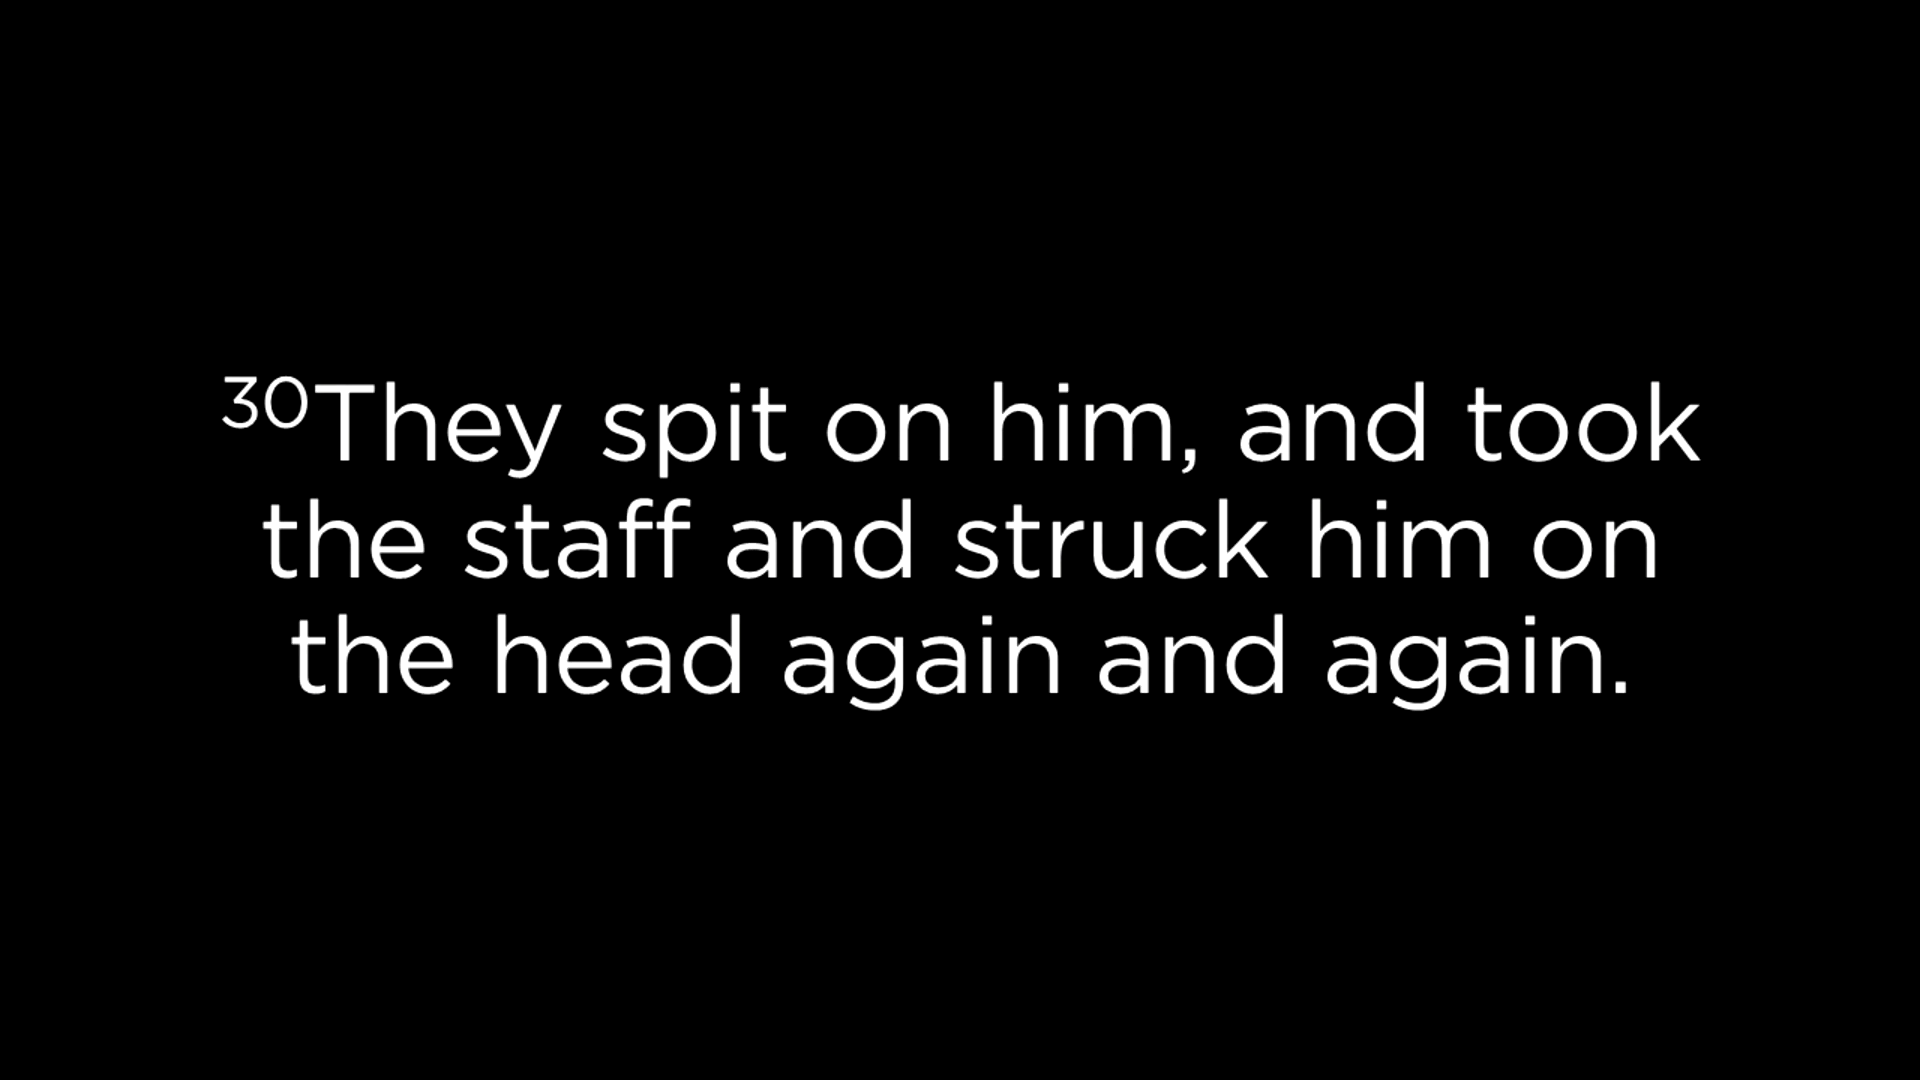 30They spit on him, and took
the staff and struck him on
the head again and again.